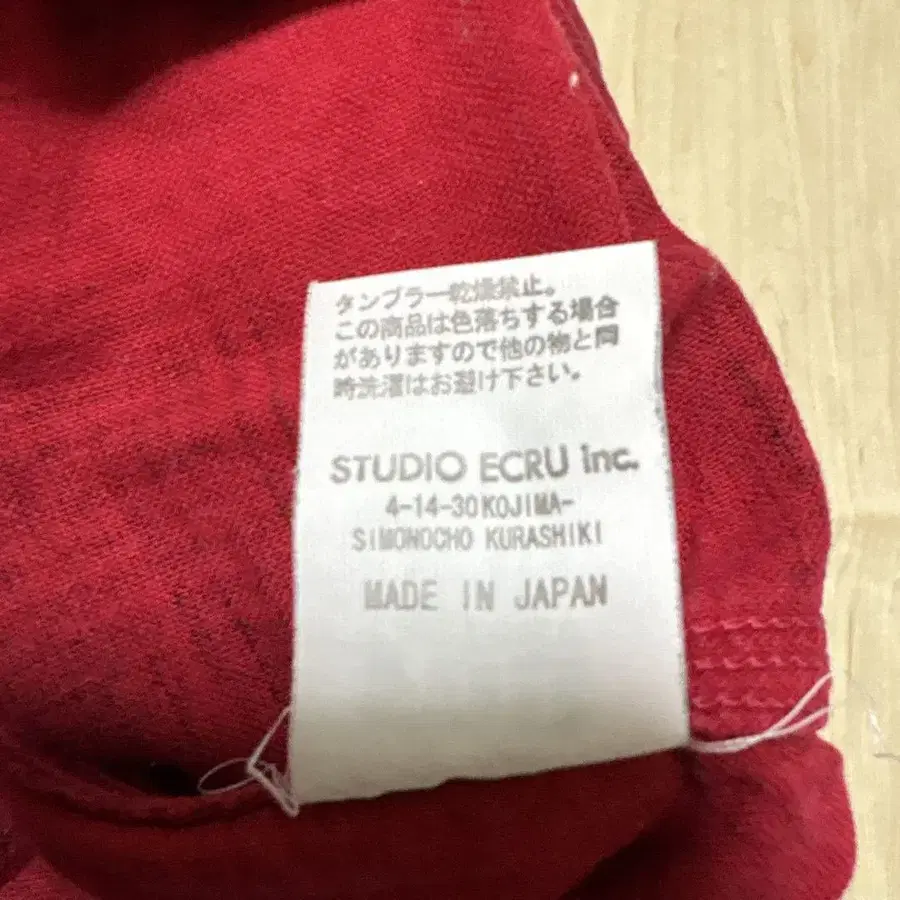 タンブラー乾燥禁止。
この商品は色落ちする場合
がありますので他の物と同
時洗濯はお避け下さい。
STUDIO ECRU inc.
4-14-30KOJIMA-
SIMONOCHO KURASHIKI
MADE IN JAPAN